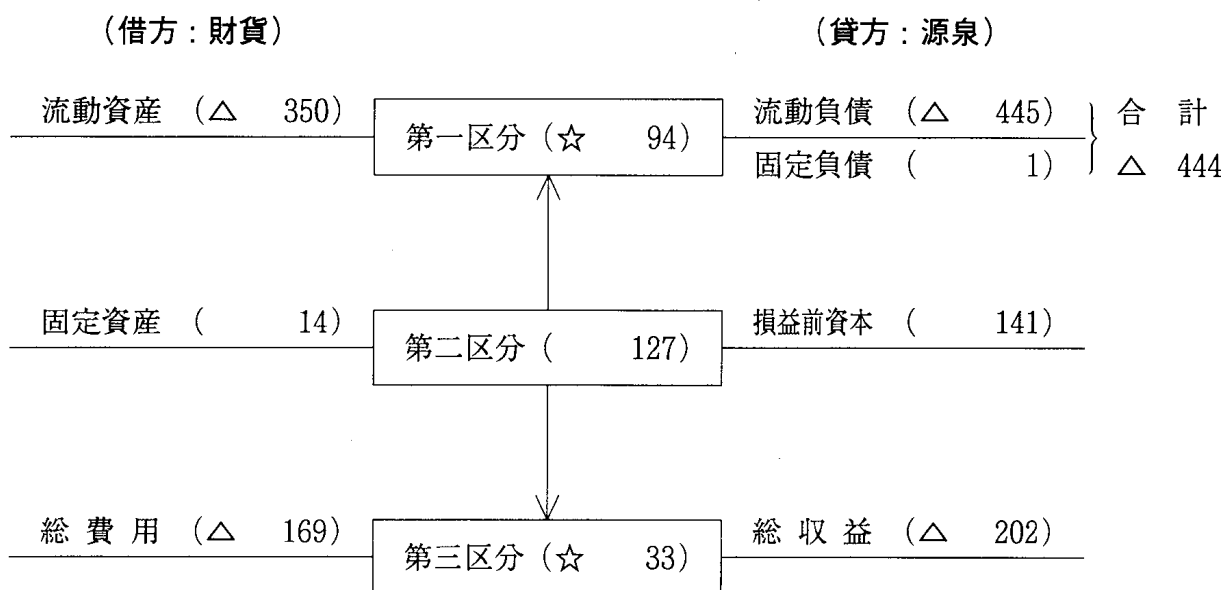 (借方：財貨) (貸方：源泉)
流動資産 (△ 350) 第一区分 (☆ 94) 流動負債 (△ 445) 合 計
固定負債 ( 1) △ 444
固定資産 ( 14) 第二区分 ( 127) 損益前資本 ( 141)
総 費 用 (△ 169) 第三区分 (☆ 33) 総 収 益 (△ 202)